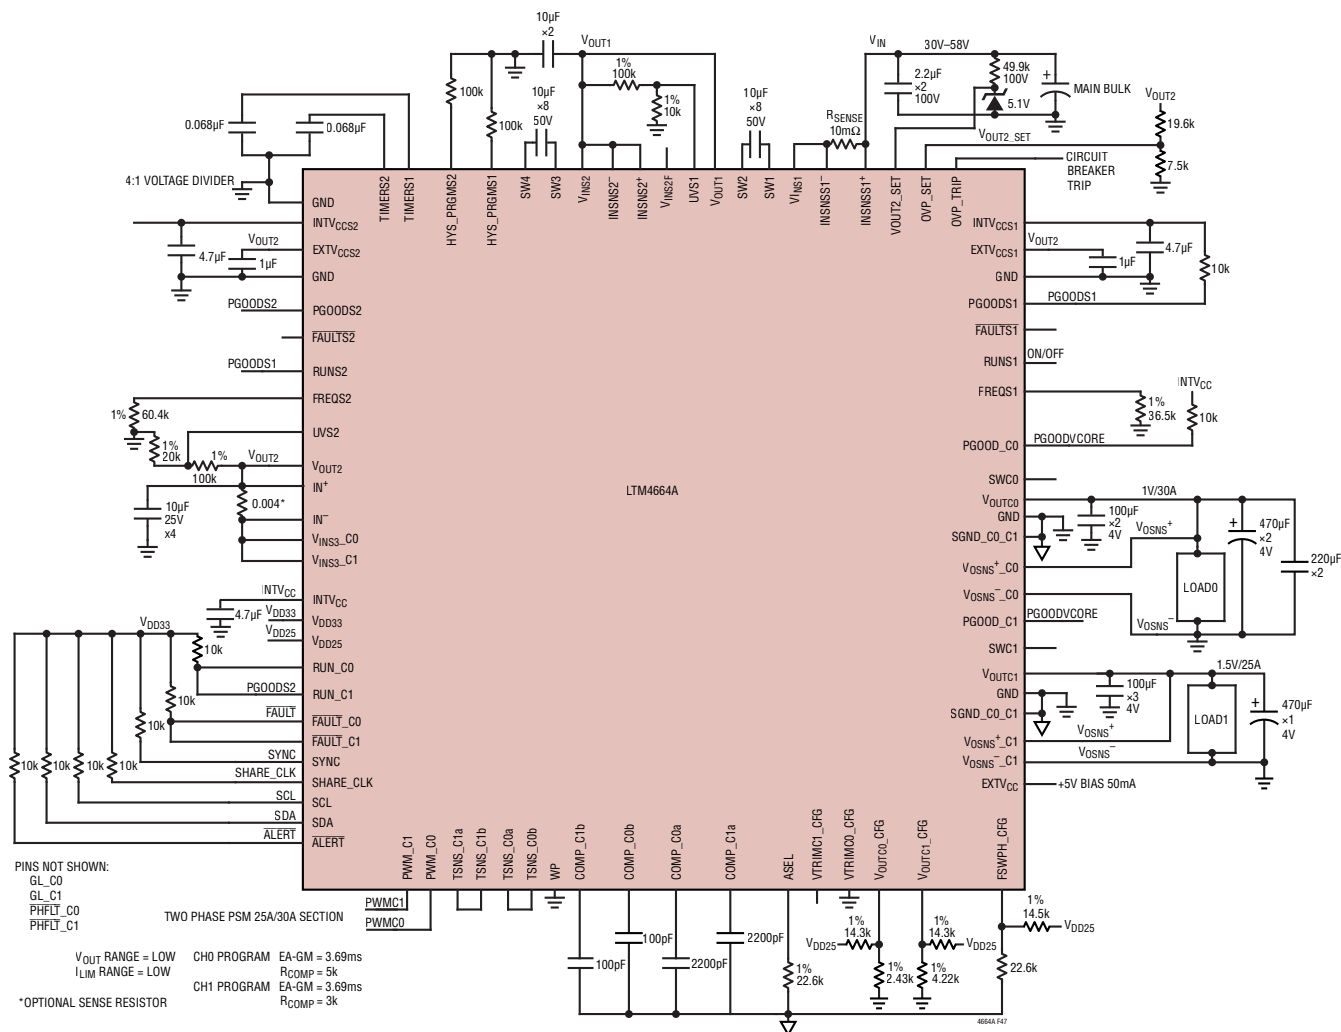 10µF
×2
VOUT1
VIN
30V–58V
1%
100k
1%
10k
100k
100k
10µF
×8
50V
10µF
×8
50V
2.2µF
×2
100V
49.9k
100V
5.1V
+
MAIN BULK
VOUT2
19.6k
7.5k
RSENSE
10mΩ
VOUT2_SET
CIRCUIT
BREAKER
TRIP
0.068µF
0.068µF
4:1 VOLTAGE DIVIDER
TIMERS2
TIMERS1
HYS_PRGMS2
HYS_PRGMS1
SW4
SW3
VINS2
INSNS2–
INSNS2+
VINS2F
UVS1
VOUT1
SW2
SW1
VINS1
INSNSS1–
INSNSS1+
VOUT2_SET
OVP_SET
OVP_TRIP
GND
INTVCCS2
VOUT2
EXTVCCS2
4.7µF
1µF
GND
PGOODS2
PGOODS2
FAULTS2
PGOODS1
RUNS2
FREQS2
1%
60.4k
UVS2
1%
20k
1%
100k
VOUT2
VOUT2
IN+
10µF
25V
x4
0.004*
IN–
VINS3_C0
VINS3_C1
INTVCC
INTVCC
4.7µF
VDD33
VDD33
VDD25
VDD25
VDD33
10k
RUN_C0
PGOODS2
RUN_C1
10k
FAULT
FAULT_C0
10k
FAULT_C1
SYNC
SYNC
10k
10k
10k
10k
SHARE_CLK
SHARE_CLK
SCL
SCL
SDA
SDA
ALERT
ALERT
LTM4664A
INTVCCS1
VOUT2
EXTVCCS1
1µF
4.7µF
10k
GND
PGOODS1
PGOODS1
FAULTS1
RUNS1
ON/OFF
FREQS1
1%
36.5k
INTVCC
10k
PGOOD_C0
PGOODVCORE
SWC0
VOUTC0
1V/30A
GND
100µF
×2
4V
SGND_C0_C1
VOSNS+
+
470µF
×2
4V
220µF
×2
VOSNS+_C0
LOAD0
VOSNS–_C0
PGOOD_C1
PGOODVCORE
VOSNS–
SWC1
VOUTC1
1.5V/25A
GND
100µF
×3
4V
SGND_C0_C1
LOAD1
+
470µF
×1
4V
VOSNS+
VOSNS+_C1
VOSNS–
VOSNS–_C1
EXTVCC
+5V BIAS 50mA
PWM_C1
PWM_C0
TSNS_C1a
TSNS_C1b
TSNS_C0a
TSNS_C0b
WP
COMP_C1b
COMP_C0b
COMP_C0a
COMP_C1a
ASEL
VTRIMC1_CFG
VTRIMC0_CFG
VOUTC0_CFG
VOUTC1_CFG
FSWPH_CFG
PINS NOT SHOWN:
GL_C0
GL_C1
PHFLT_C0
PHFLT_C1
TWO PHASE PSM 25A/30A SECTION
PWMC1
PWMC0
100pF
100pF
2200pF
2200pF
1%
22.6k
VDD25
1%
14.3k
1%
2.43k
1%
14.3k
VDD25
1%
4.22k
1%
14.5k
VDD25
22.6k
VOUT RANGE = LOW
ILIM RANGE = LOW
CH0 PROGRAM EA-GM = 3.69ms
RCOMP = 5k
CH1 PROGRAM EA-GM = 3.69ms
RCOMP = 3k
*OPTIONAL SENSE RESISTOR
4664A F47